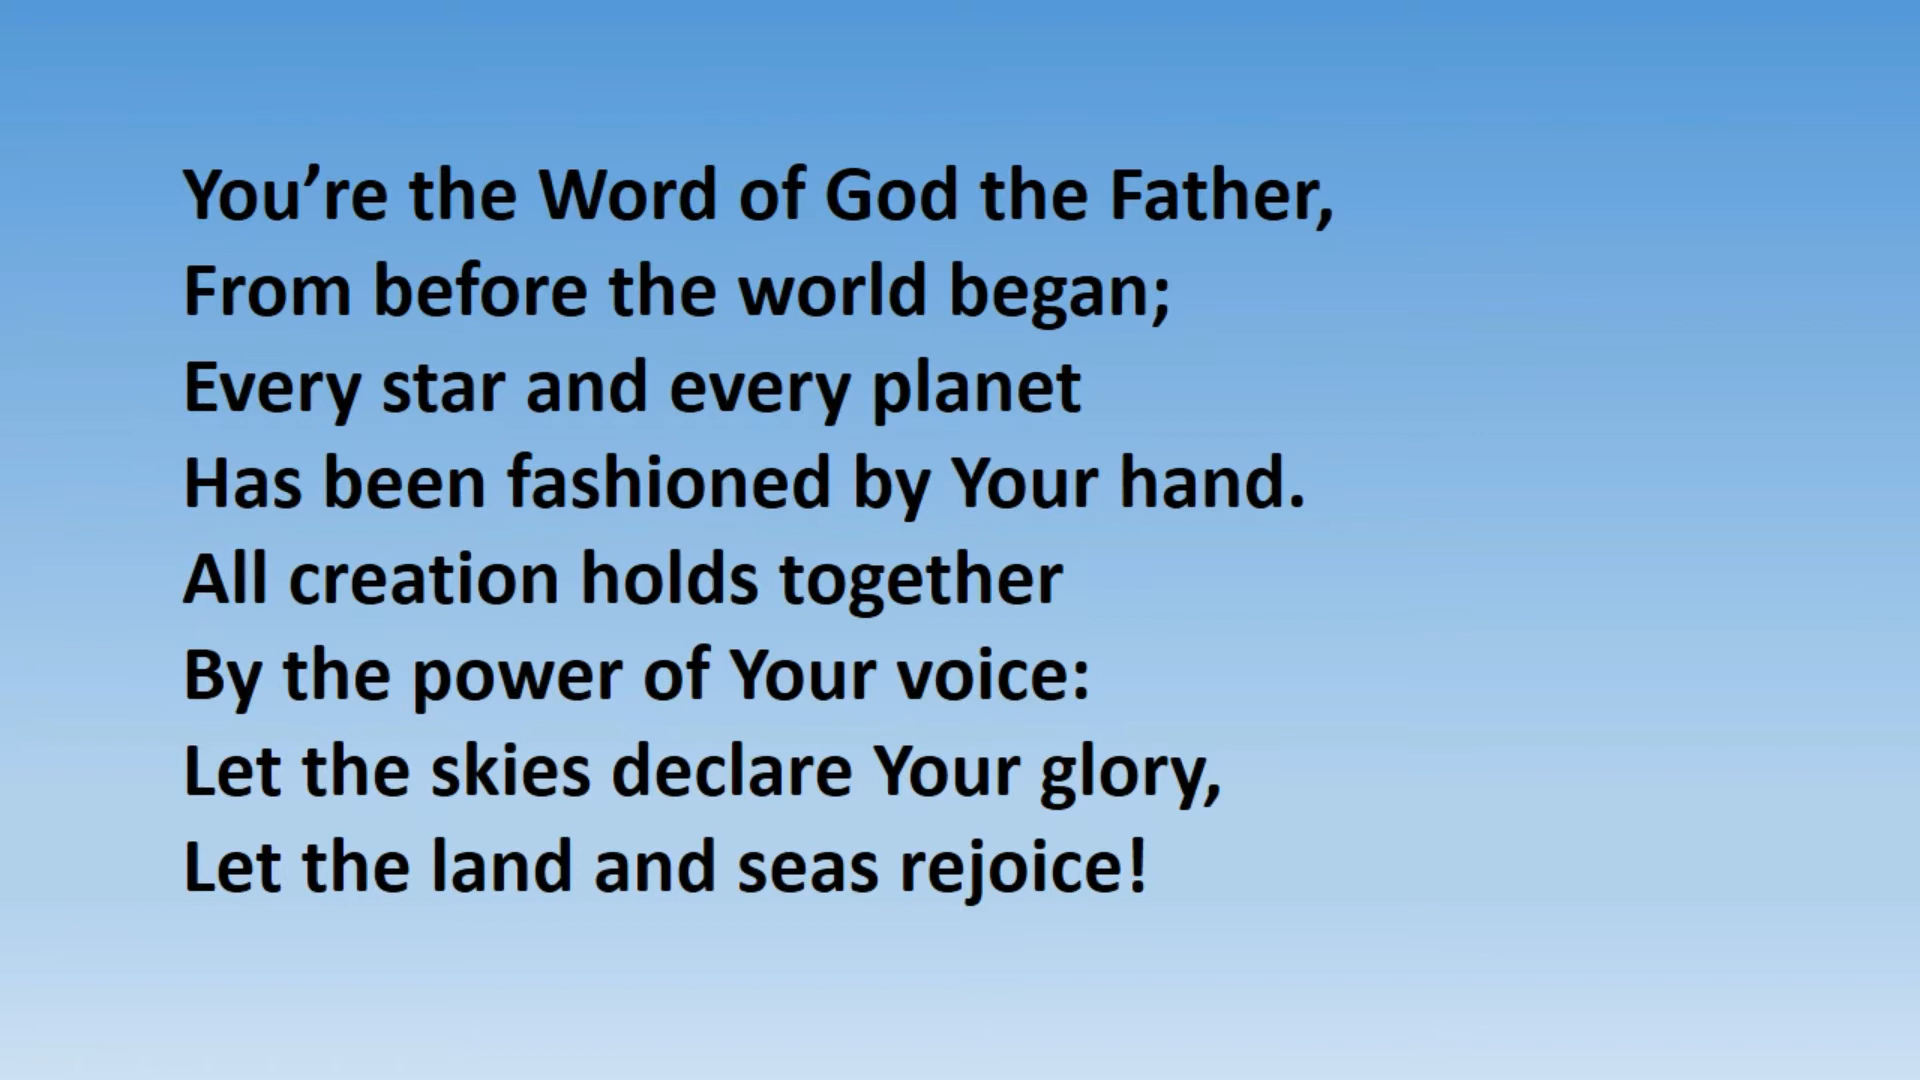 You’re the Word of God the Father,
From before the world began;
Every star and every planet
Has been fashioned by Your hand.
All creation holds together
By the power of Your voice:
Let the skies declare Your glory,
Let the land and seas rejoice!